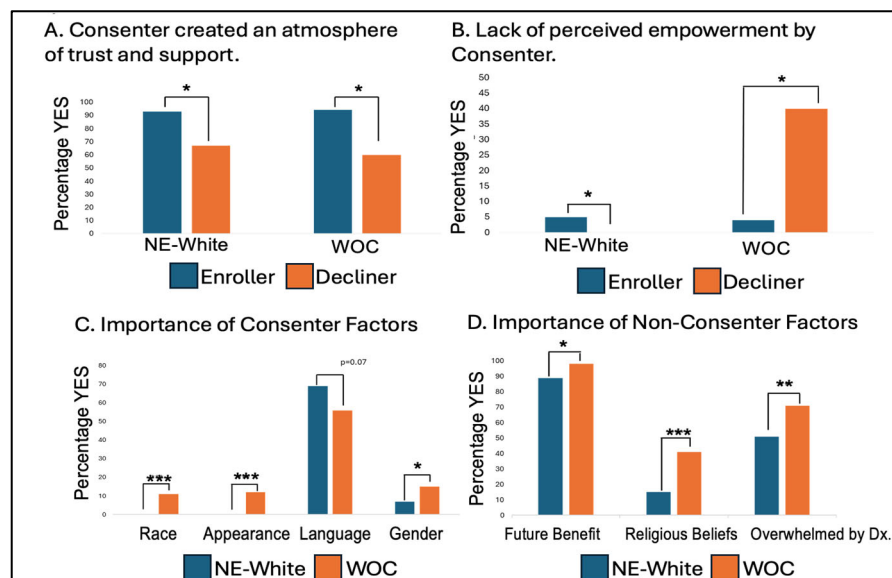 A. Consenter created an atmosphere
of trust and support.
Percentage YES
100
90
80
70
60
50
40
30
20
10
0
*
*
NE-White
WOC
Enroller
Decliner
B. Lack of perceived empowerment by
Consenter.
Percentage YES
50
45
40
35
30
25
20
15
10
5
0
*
*
NE-White
WOC
Enroller
Decliner
C. Importance of Consenter Factors
Percentage YES
80
70
60
50
40
30
20
10
0
***
***
p=0.07
*
Race
Appearance
Language
Gender
NE-White
WOC
D. Importance of Non-Consenter Factors
Percentage YES
100
90
80
70
60
50
40
30
20
10
0
*
***
**
Future Benefit
Religious Beliefs
Overwhelmed by Dx.
NE-White
WOC